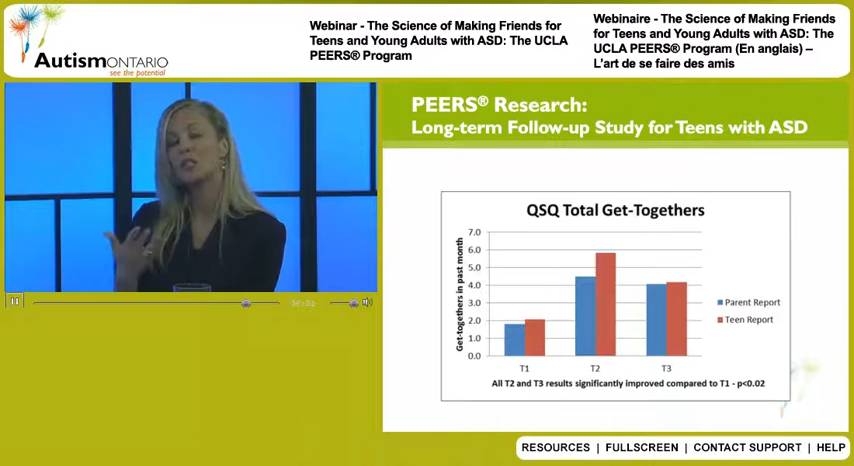 AutismONTARIO
see the potential
Webinar - The Science of Making Friends for
Teens and Young Adults with ASD: The UCLA
PEERS® Program
Webinaire - The Science of Making Friends
for Teens and Young Adults with ASD: The
UCLA PEERS® Program (En anglais) –
L'art de se faire des amis
PEERS® Research:
Long-term Follow-up Study for Teens with ASD
QSQ Total Get-Togethers
Get-togethers in past month
7.0
6.0
5.0
4.0
3.0
2.0
1.0
0.0
T1
T2
T3
Parent Report
Teen Report
All T2 and T3 results significantly improved compared to T1 - p<0.02
RESOURCES | FULLSCREEN | CONTACT SUPPORT | HELP